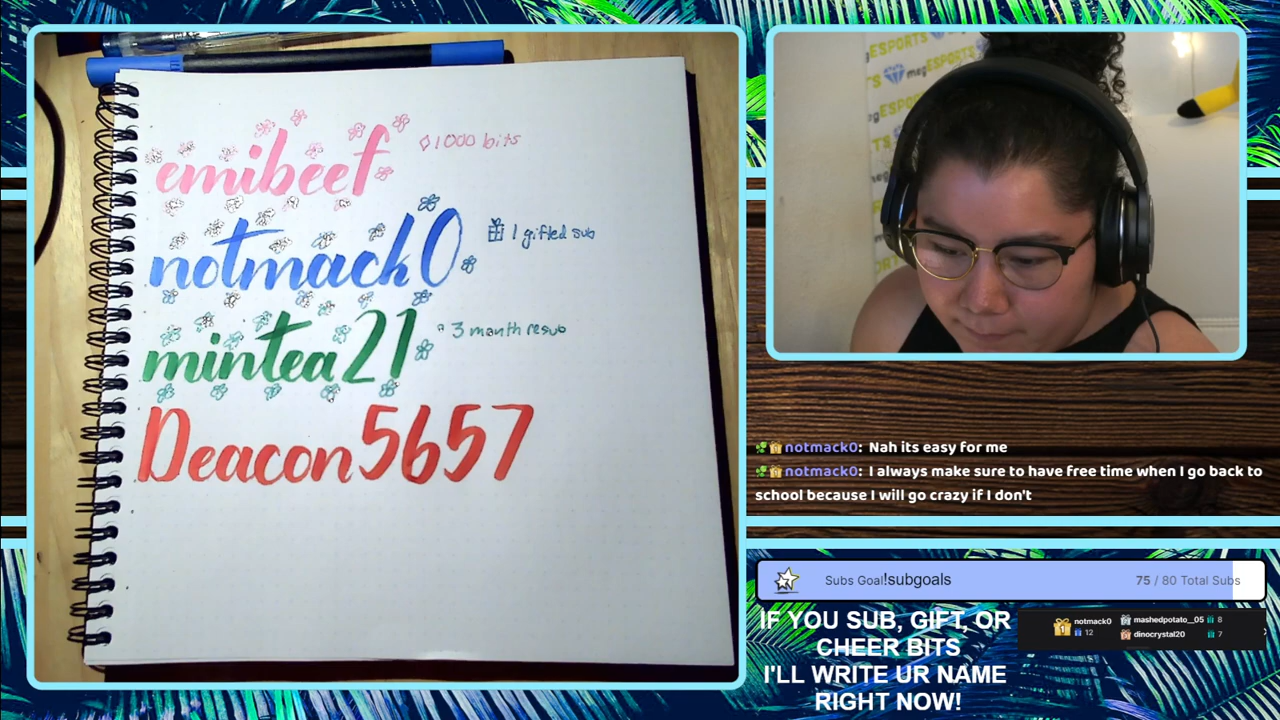 emibeef
1000 bits
notmack0
1 gifted sub
mintea21
3 month resub
Deacon5657
ESPORTS
megESPORTS
notmack0: Nah its easy for me
notmack0: I always make sure to have free time when I go back to
school because I will go crazy if I don't
Subs Goal!subgoals
75 / 80 Total Subs
IF YOU SUB, GIFT, OR
CHEER BITS
I'LL WRITE UR NAME
RIGHT NOW!
1 notmack0
12
mashedpotato__05 8
dinocrystal20 7